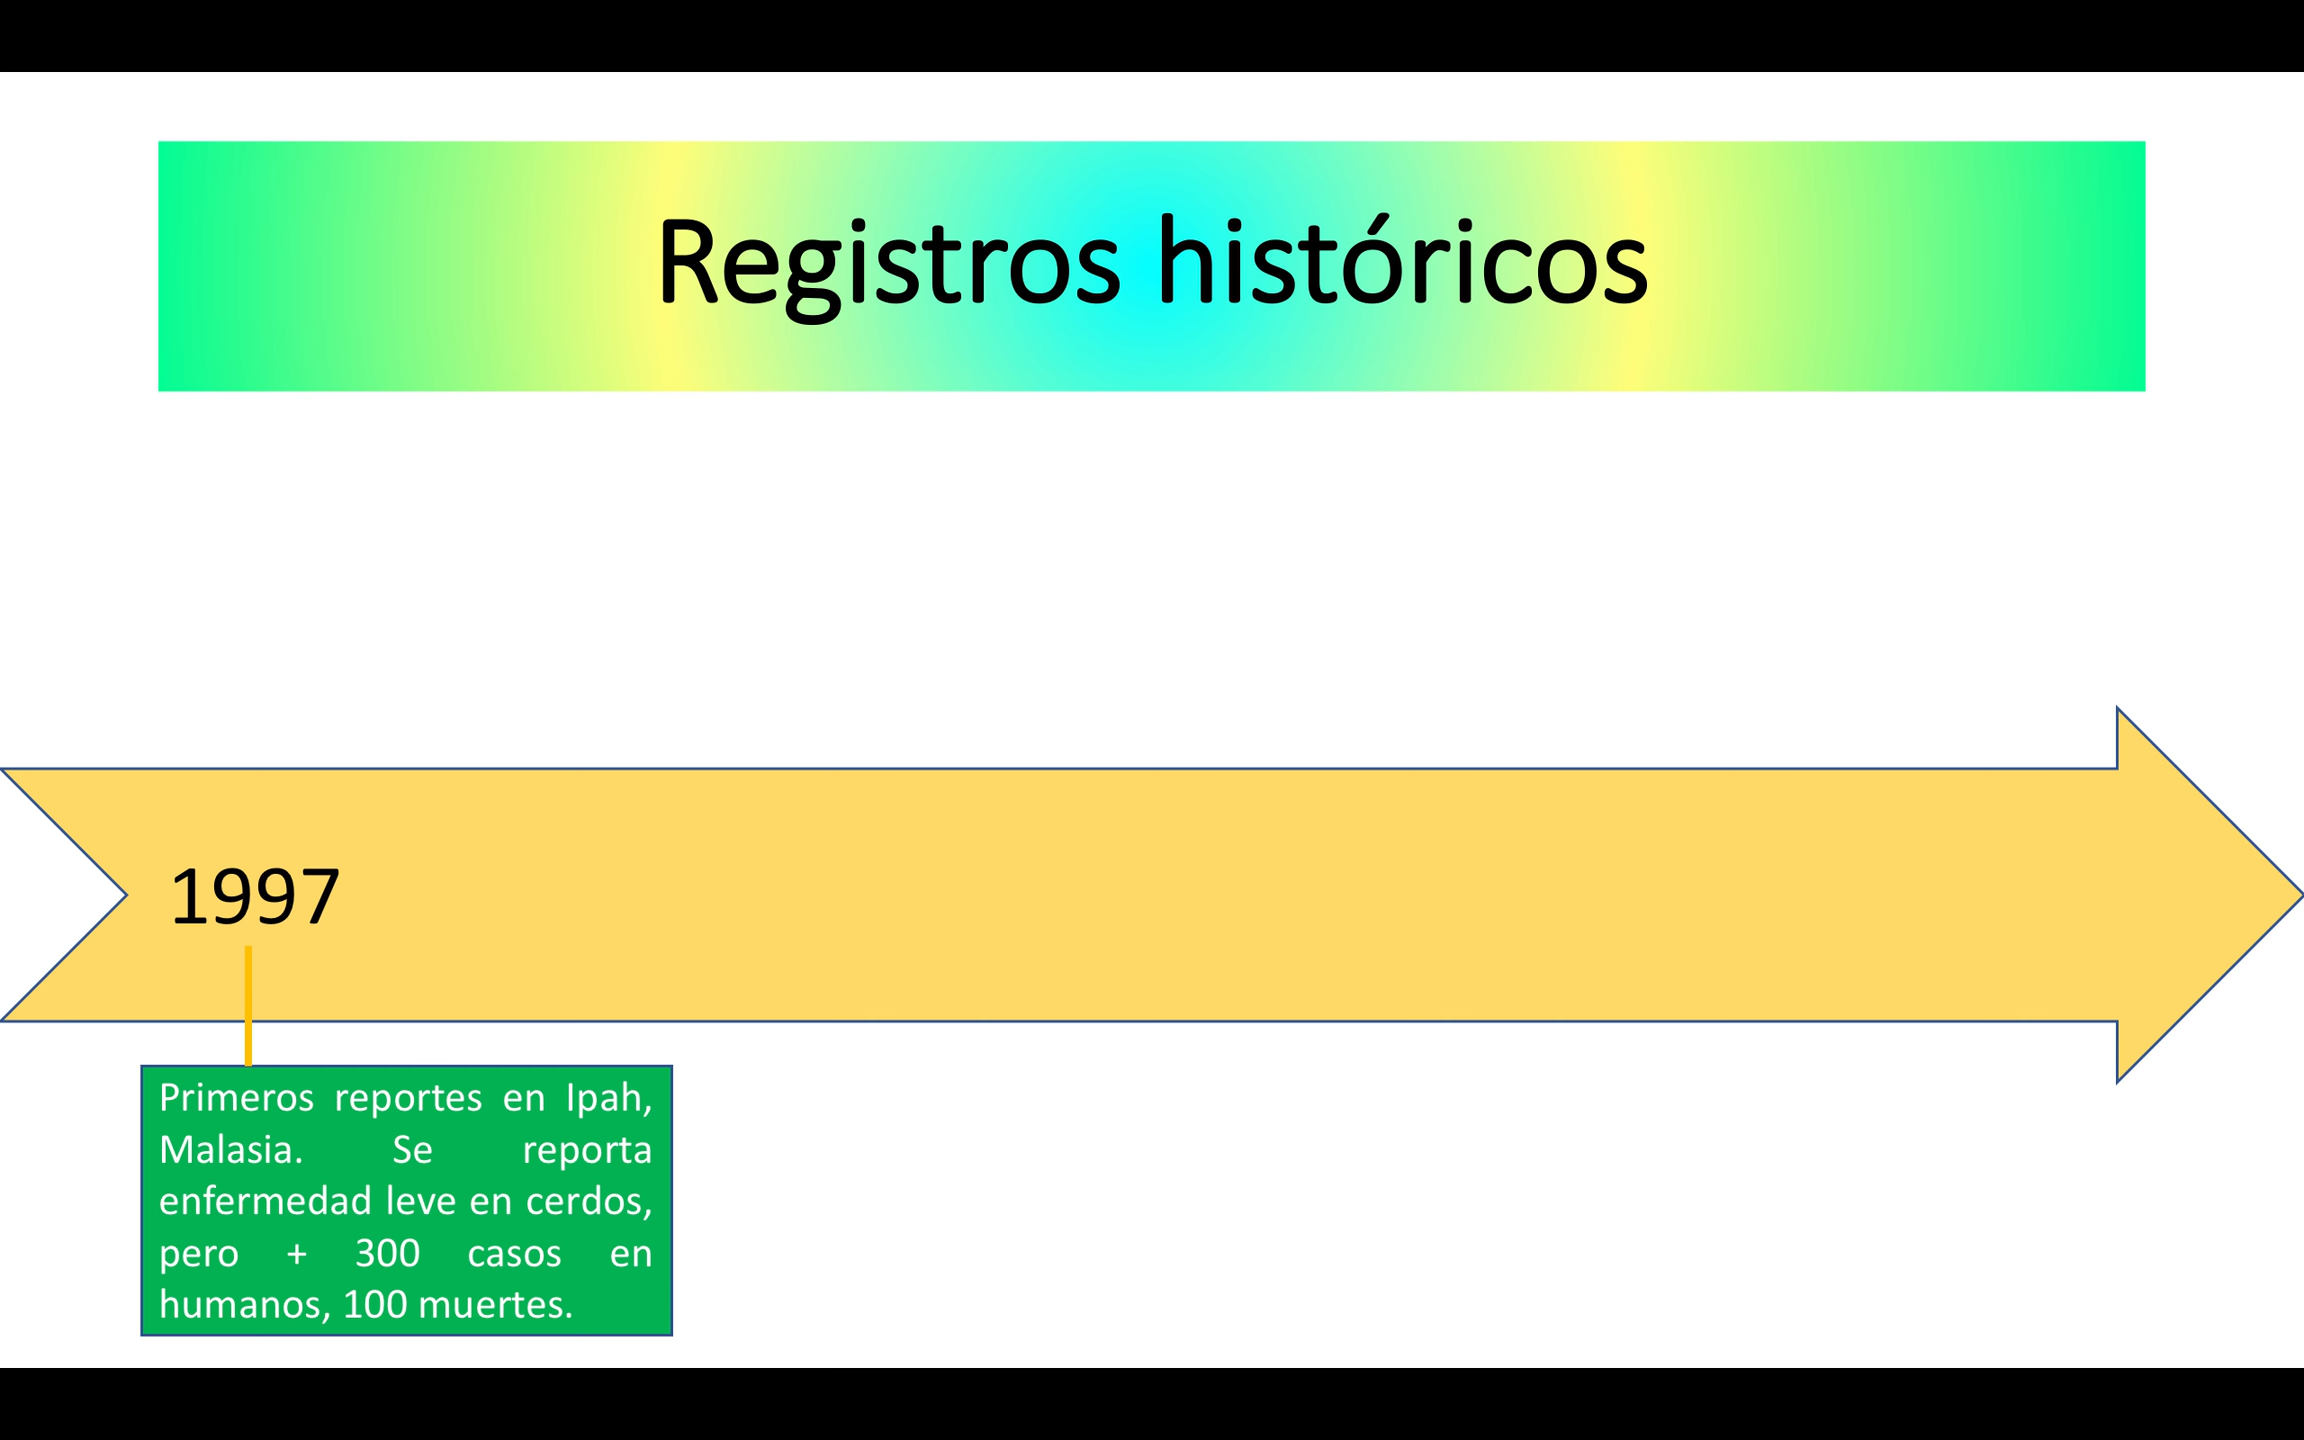 Registros históricos
1997
Primeros reportes en Ipah,
Malasia. Se reporta
enfermedad leve en cerdos,
pero + 300 casos en
humanos, 100 muertes.